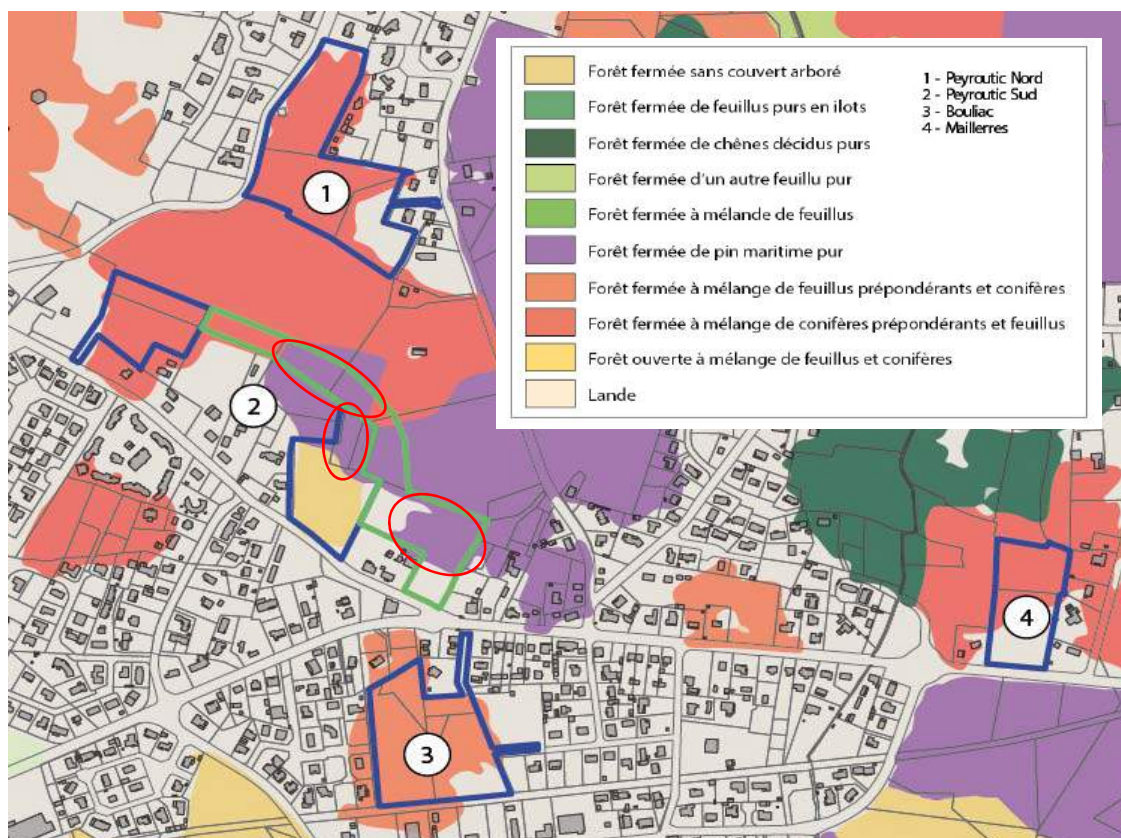 Forêt fermée sans couvert arboré
Forêt fermée de feuillus purs en ilots
Forêt fermée de chênes décidus purs
Forêt fermée d'un autre feuillu pur
Forêt fermée à mélande de feuillus
Forêt fermée de pin maritime pur
Forêt fermée à mélange de feuillus prépondérants et conifères
Forêt fermée à mélange de conifères prépondérants et feuillus
Forêt ouverte à mélange de feuillus et conifères
Lande
1 - Peyroutic Nord
2 - Peyroutic Sud
3 - Bouliac
4 - Maillerres
1
2
3
4